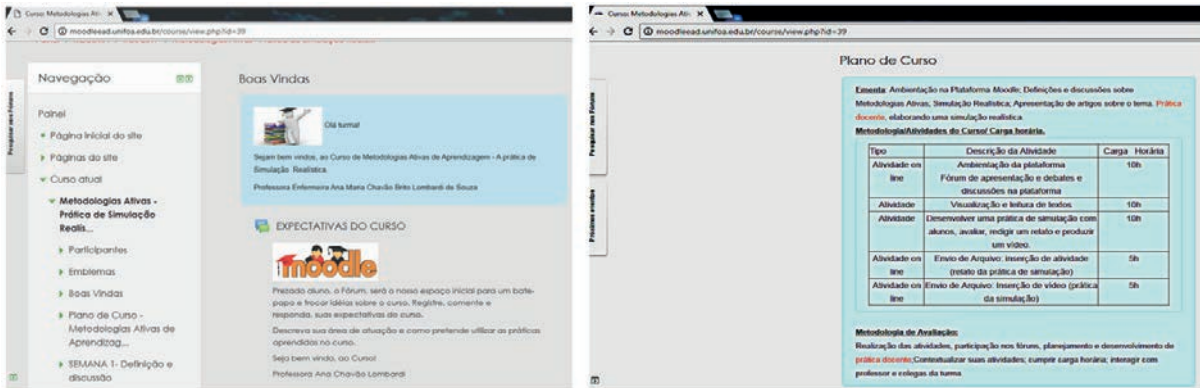 Curso: Metodologias Ati
moodleead.unifoa.edu.br/course/view.php?id=39
Pesquisar nos Fóruns
Navegação
Painel
Página inicial do site
Páginas do site
Curso atual
Metodologias Ativas -
Prática de Simulação
Realís...
Participantes
Emblemas
Boas Vindas
Plano de Curso -
Metodologias Ativas de
Aprendizag...
SEMANA 1- Definição e
discussão
Boas Vindas
Olá turma!
Sejam bem vindos, ao Curso de Metodologias Ativas de Aprendizagem - A prática de
Simulação Realística.
Professora Enfermeira Ana Maria Chavão Brito Lombardi de Souza
EXPECTATIVAS DO CURSO
moodle
Prezado aluno, o Fórum, será o nosso espaço inicial para um bate-
papo e trocar idéias sobre o curso. Registre, comente e
responda, suas expectativas do curso.
Descreva sua área de atuação e como pretende utilizar as práticas
aprendidas no curso.
Seja bem vindo, ao Curso!
Professora Ana Chavão Lombardi
Curso: Metodologias Ati
moodleead.unifoa.edu.br/course/view.php?id=39
Pesquisar nos Fóruns
Próximos eventos
Plano de Curso
Ementa: Ambientação na Plataforma Moodle; Definições e discussões sobre
Metodologias Ativas, Simulação Realística; Apresentação de artigos sobre o tema. Prática
docente, elaborando uma simulação realística.
Metodologia/Atividades do Curso/ Carga horária.
Tipo Descrição da Atividade Carga Horária
Atividade on Ambientação da plataforma 10h
line Fórum de apresentação e debates e
discussões na plataforma
Atividade Visualização e leitura de textos 10h
Atividade Desenvolver uma prática de simulação com 10h
alunos, avaliar, redigir um relato e produzir
um vídeo.
Atividade on Envio de Arquivo: inserção de atividade 5h
line (relato da prática de simulação)
Atividade on Envio de Arquivo: Inserção de vídeo (prática 5h
line da simulação)
Metodologia de Avaliação:
Realização das atividades, participação nos fóruns, planejamento e desenvolvimento de
prática docente;Contextualizar suas atividades; cumprir carga horária; interagir com
professor e colegas da turma.